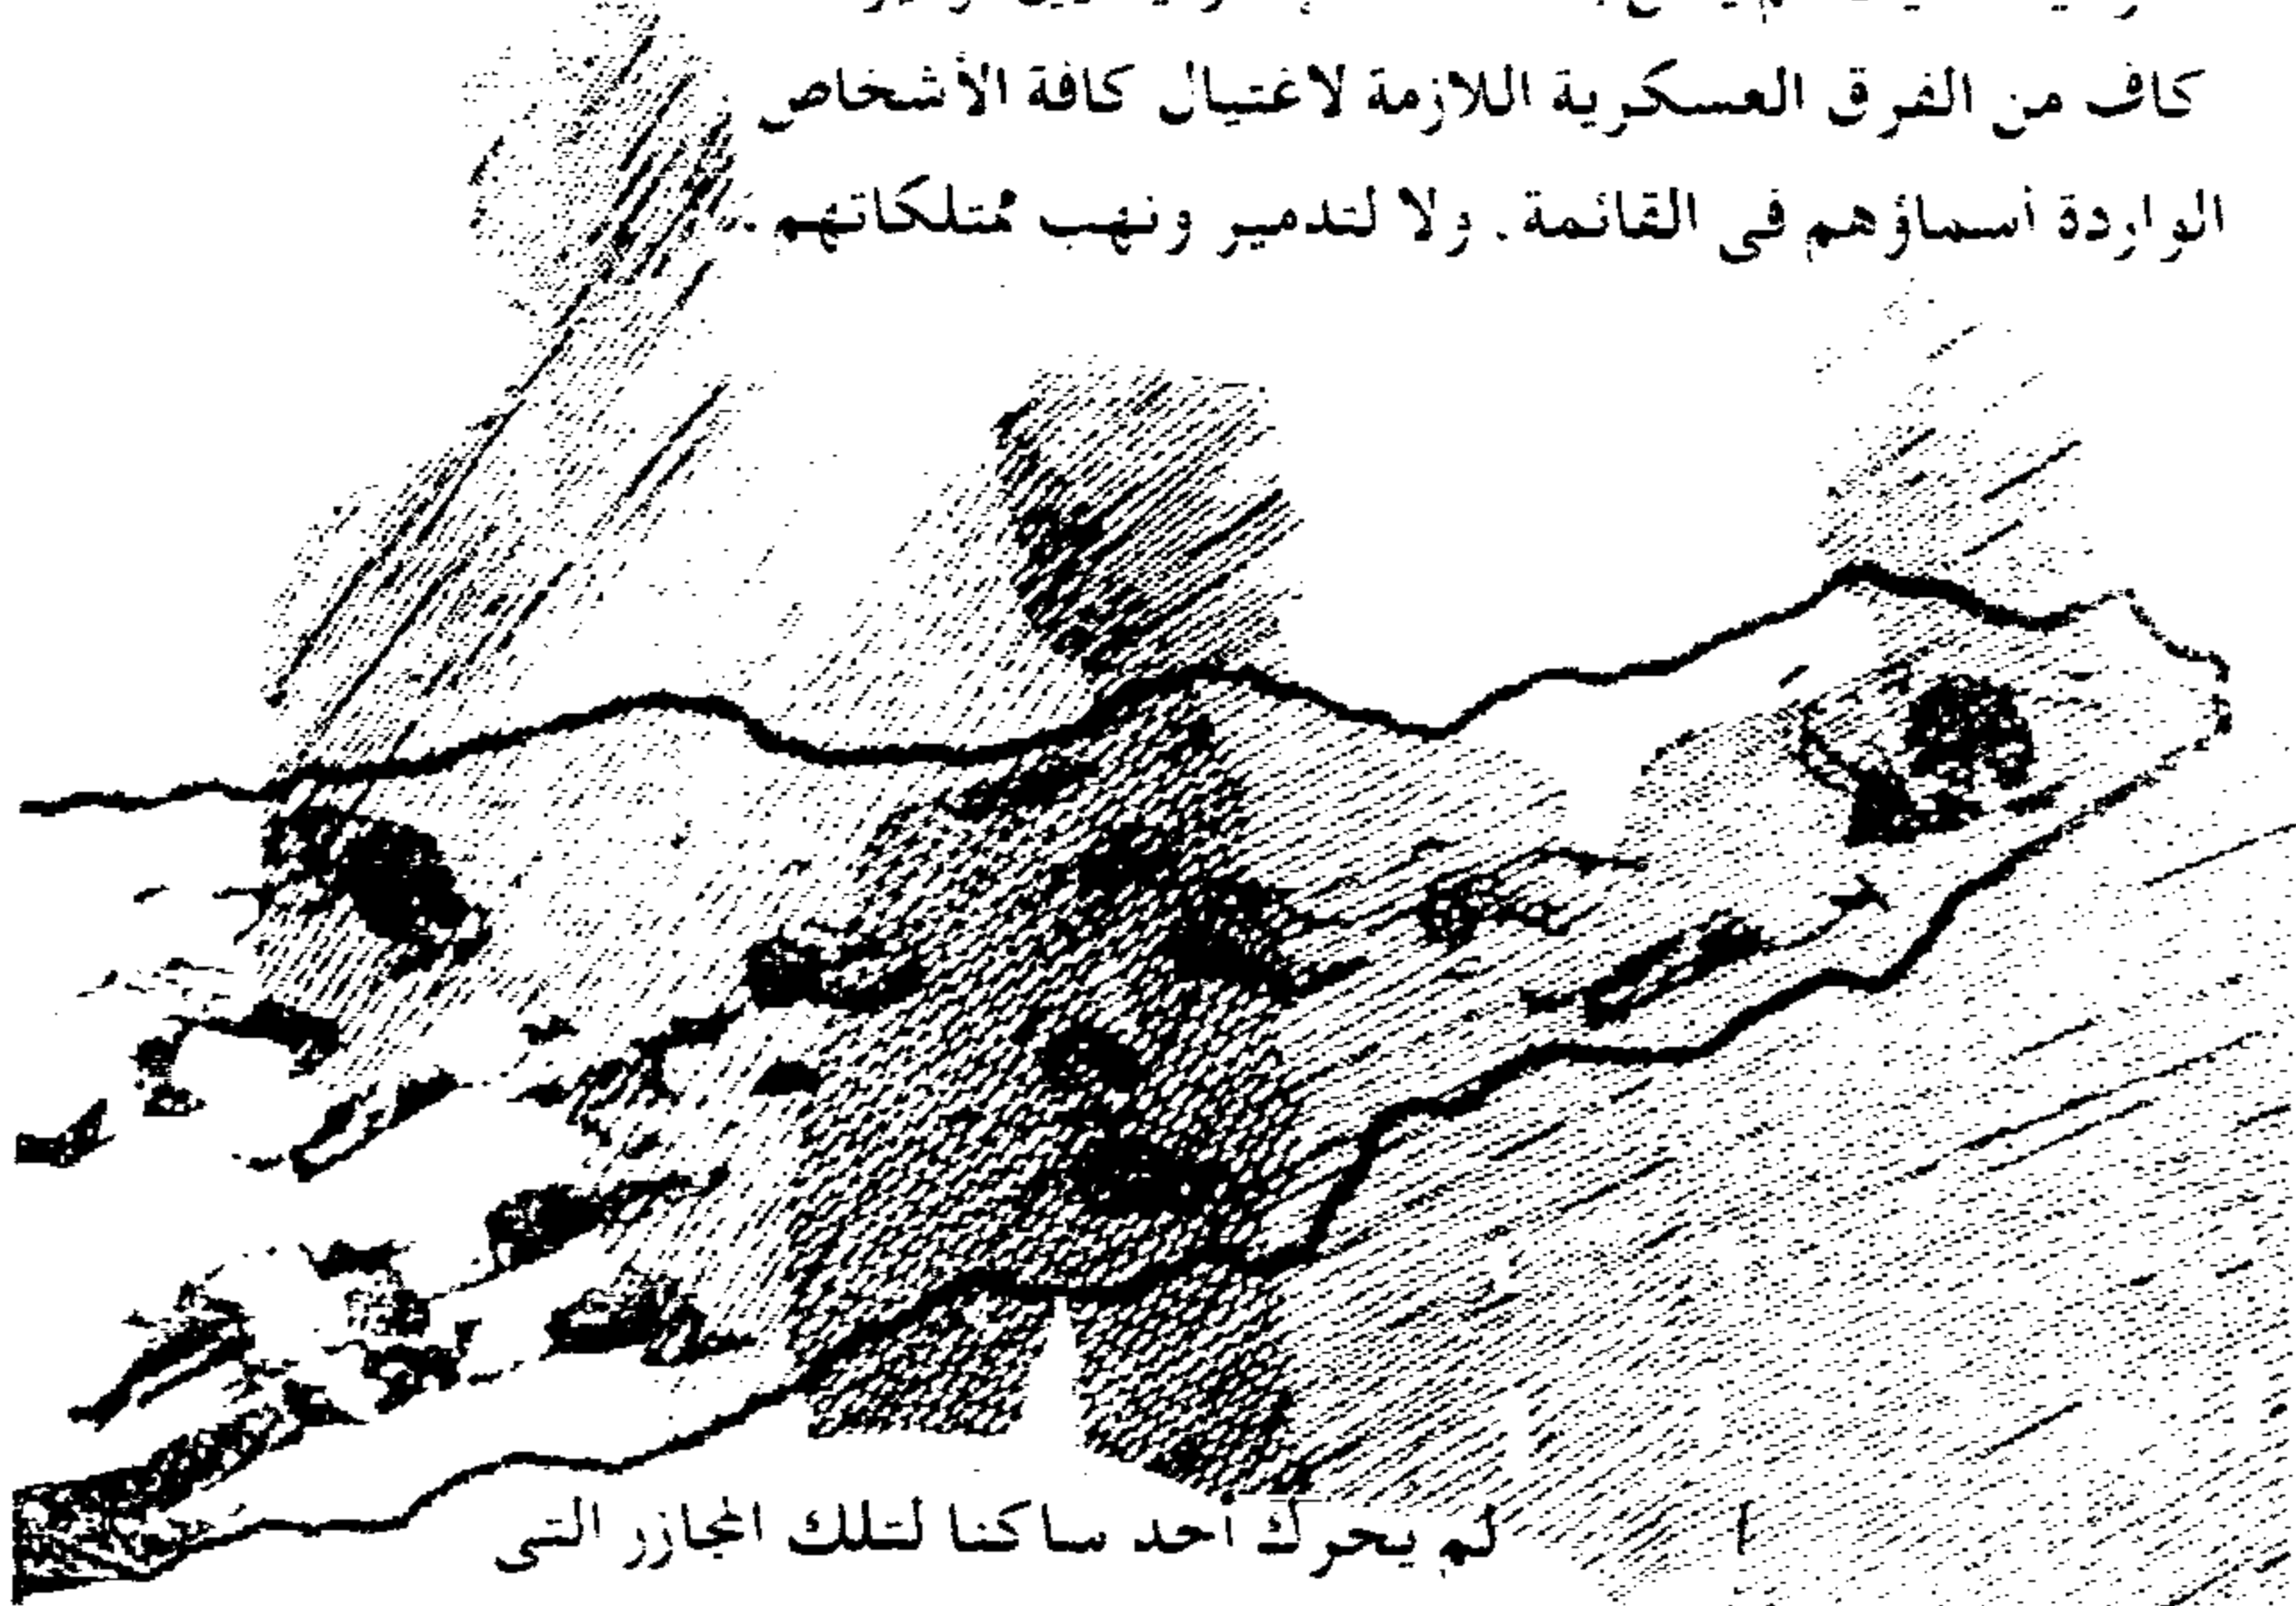 كاف من الفرق العسكرية اللازمة لاغتيال كافة الأشخاص
الواردة أسماؤهم فى القائمة. ولا لتدمير ونهب ممتلكاتهم..
لم يحرك أحد ساكنا لتلك المجازر التى